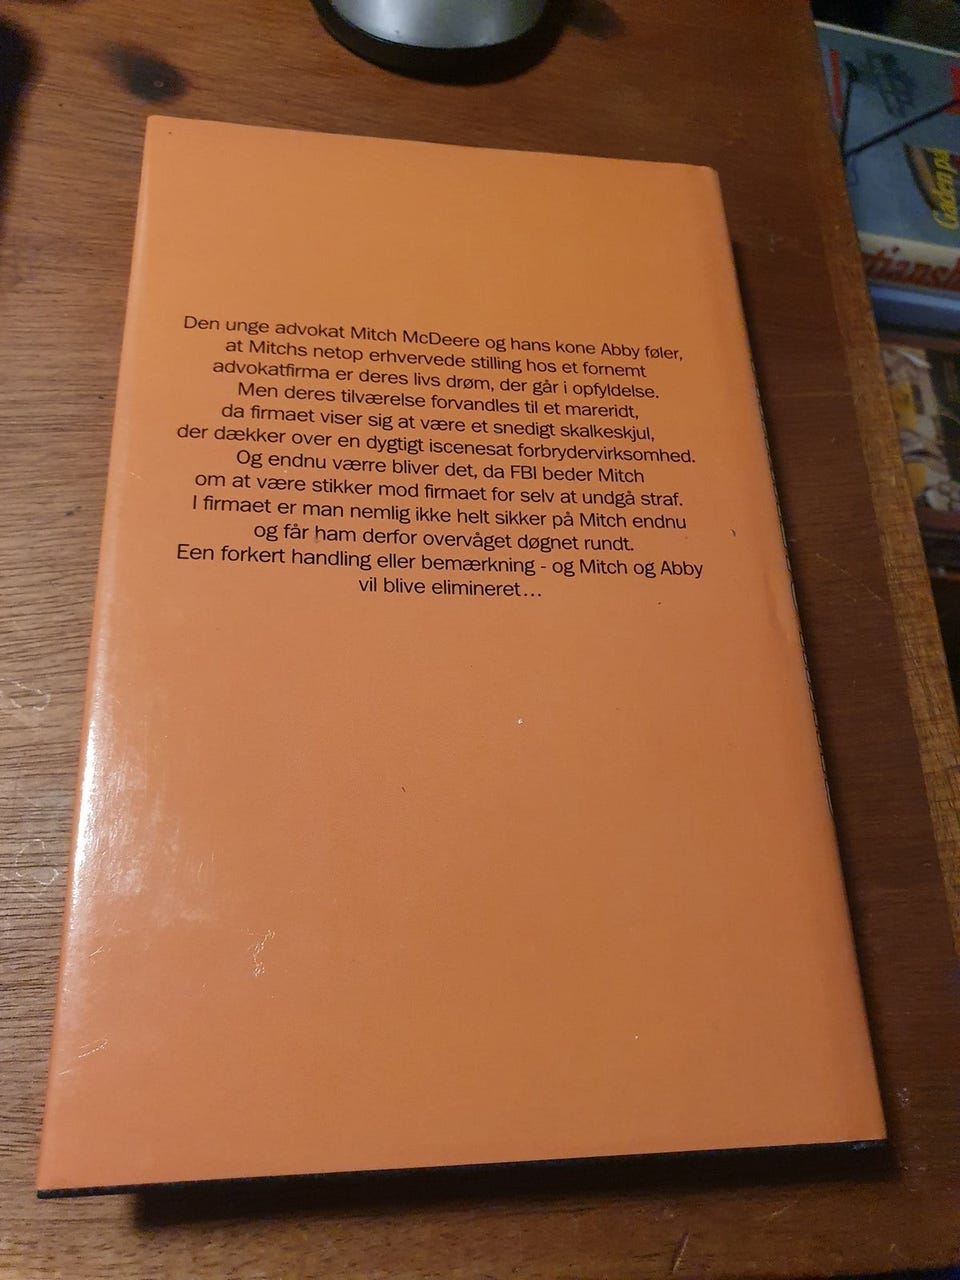 Den unge advokat Mitch McDeere og hans kone Abby føler,
at Mitchs netop erhvervede stilling hos et fornemt
advokatfirma er deres livs drøm, der går i opfyldelse.
Men deres tilværelse forvandles til et mareridt,
da firmaet viser sig at være et snedigt skalkeskjul,
der dækker over en dygtigt iscenesat forbrydervirksomhed.
Og endnu værre bliver det, da FBI beder Mitch
om at være stikker mod firmaet for selv at undgå straf.
I firmaet er man nemlig ikke helt sikker på Mitch endnu
og får ham derfor overvåget døgnet rundt.
Een forkert handling eller bemærkning - og Mitch og Abby
vil blive elimineret...
Gåden på